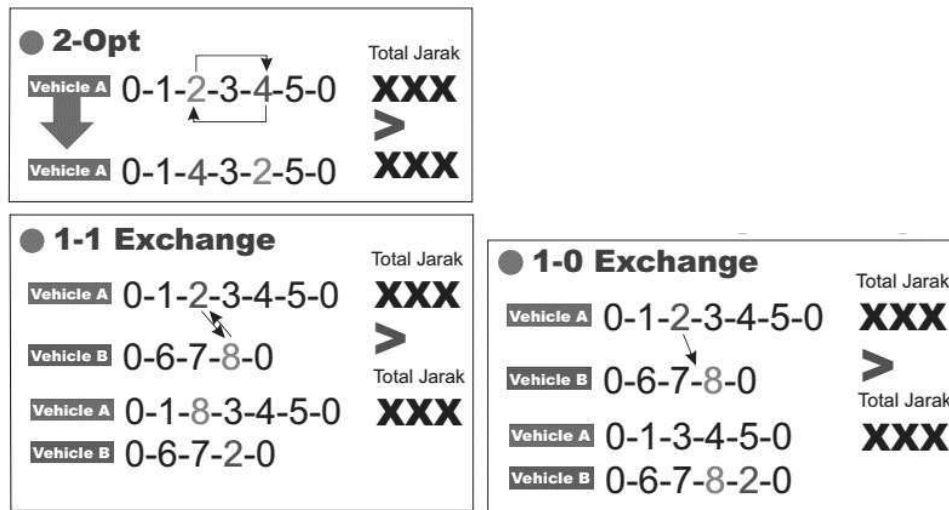 2-Opt
Total Jarak
Vehicle A 0-1-2-3-4-5-0 XXX
>
Vehicle A 0-1-4-3-2-5-0 XXX
1-1 Exchange
Total Jarak
Vehicle A 0-1-2-3-4-5-0 XXX
>
Vehicle B 0-6-7-8-0
Total Jarak
Vehicle A 0-1-8-3-4-5-0 XXX
Vehicle B 0-6-7-2-0
1-0 Exchange
Total Jarak
Vehicle A 0-1-2-3-4-5-0 XXX
>
Vehicle B 0-6-7-8-0
Total Jarak
Vehicle A 0-1-3-4-5-0 XXX
Vehicle B 0-6-7-8-2-0